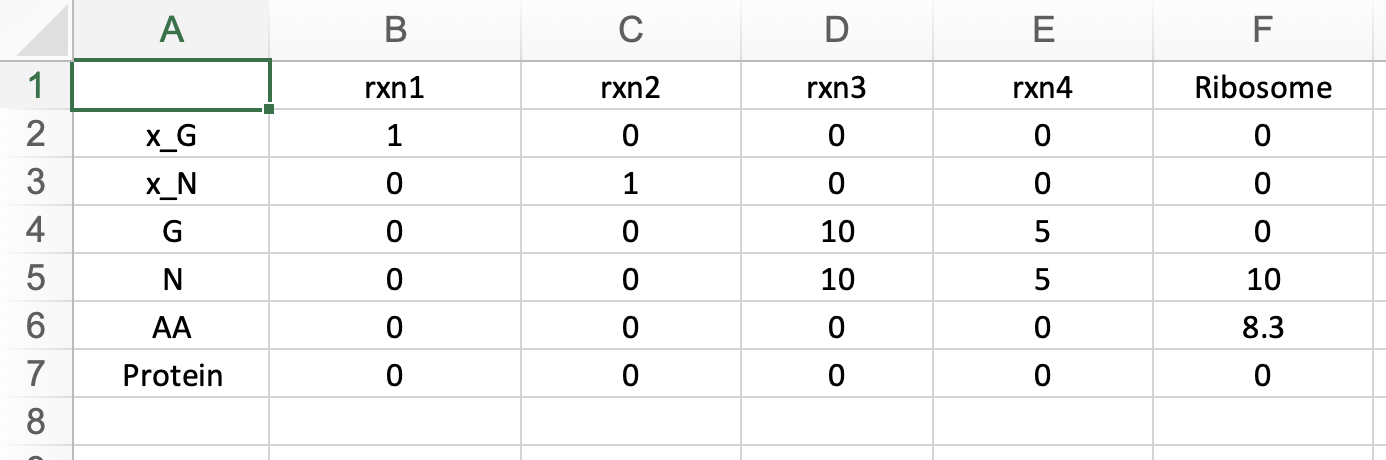 A B C D E F
1 rxn1 rxn2 rxn3 rxn4 Ribosome
2 x_G 1 0 0 0 0
3 x_N 0 1 0 0 0
4 G 0 0 10 5 0
5 N 0 0 10 5 10
6 AA 0 0 0 0 8.3
7 Protein 0 0 0 0 0
8